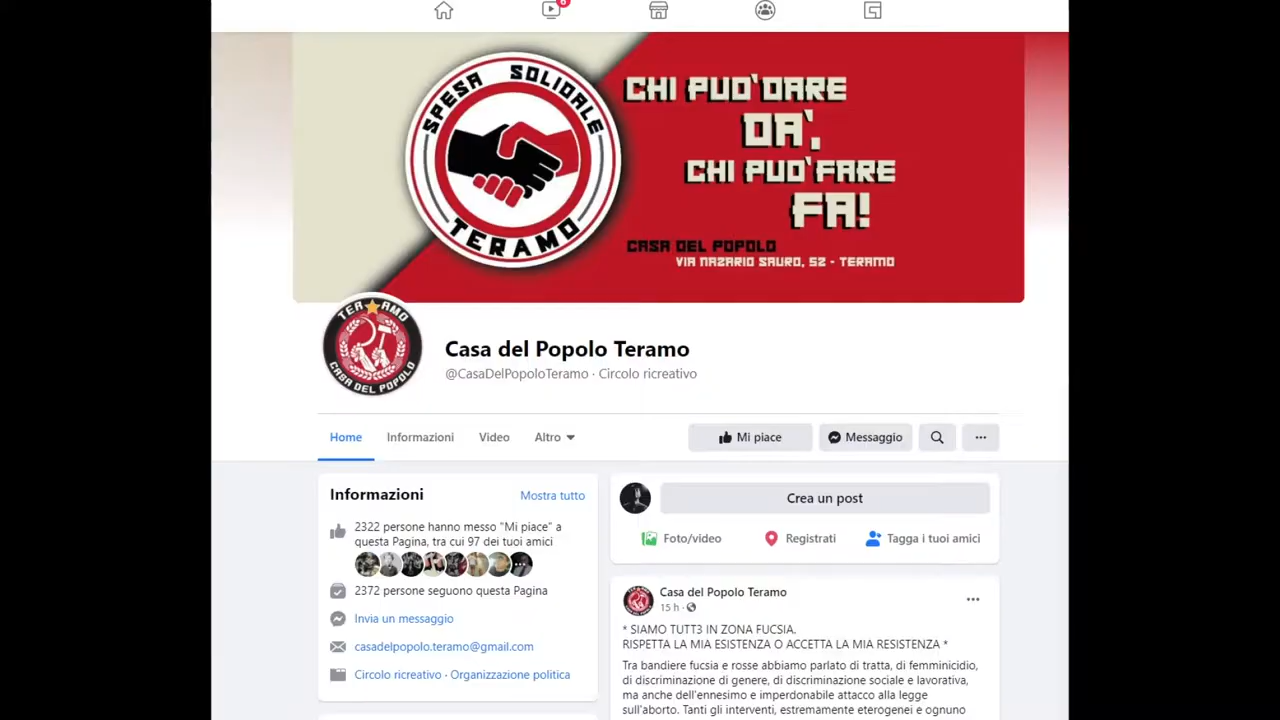 6
SPESA SOLIDALE
TERAMO
CHI PUO'DARE
DA',
CHI PUO'FARE
FA!
CASA DEL POPOLO
VIA NAZARIO SAURO, 52 - TERAMO
TERAMO
CASA DEL POPOLO
Casa del Popolo Teramo
@CasaDelPopoloTeramo · Circolo ricreativo
Home
Informazioni
Video
Altro
Mi piace
Messaggio
Informazioni
Mostra tutto
2322 persone hanno messo "Mi piace" a
questa Pagina, tra cui 97 dei tuoi amici
2372 persone seguono questa Pagina
Invia un messaggio
casadelpopolo.teramo@gmail.com
Circolo ricreativo · Organizzazione politica
Crea un post
Foto/video
Registrati
Tagga i tuoi amici
Casa del Popolo Teramo
15 h ·
* SIAMO TUTT3 IN ZONA FUCSIA.
RISPETTA LA MIA ESISTENZA O ACCETTA LA MIA RESISTENZA *
Tra bandiere fucsia e rosse abbiamo parlato di tratta, di femminicidio,
di discriminazione di genere, di discriminazione sociale e lavorativa,
ma anche dell'ennesimo e imperdonabile attacco alla legge
sull'aborto. Tanti gli interventi, estremamente eterogenei e ognuno